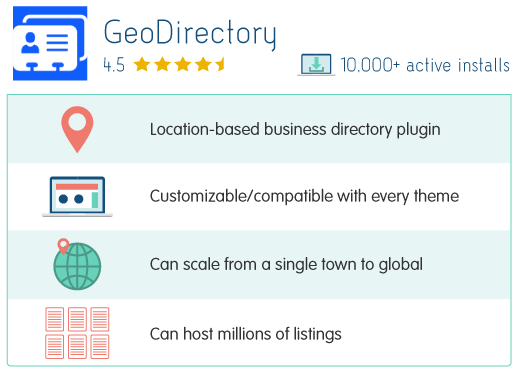 GeoDirectory
4.5
10,000+ active installs
Location-based business directory plugin
Customizable/compatible with every theme
Can scale from a single town to global
Can host millions of listings